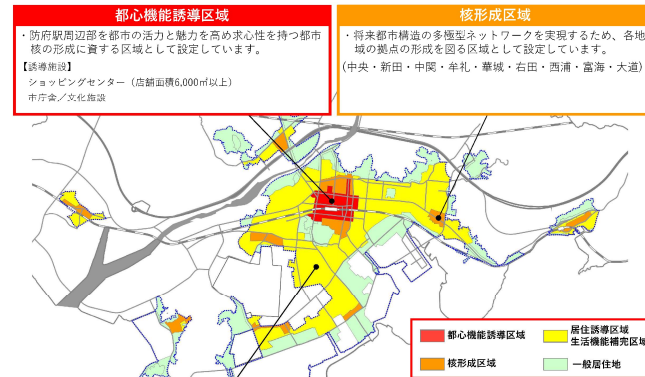 都心機能誘導区域
・防府駅周辺部を都市の活力と魅力を高め求心性を持つ都市
核の形成に資する区域として設定しています。
【誘導施設】
ショッピングセンター（店舗面積6,000㎡以上）
市庁舎／文化施設
核形成区域
・将来都市構造の多極型ネットワークを実現するため、各地
域の拠点の形成を図る区域として設定しています。
(中央・新田・中関・牟礼・華城・右田・西浦・富海・大道)
都心機能誘導区域
居住誘導区域
生活機能補完区域
核形成区域
一般居住地